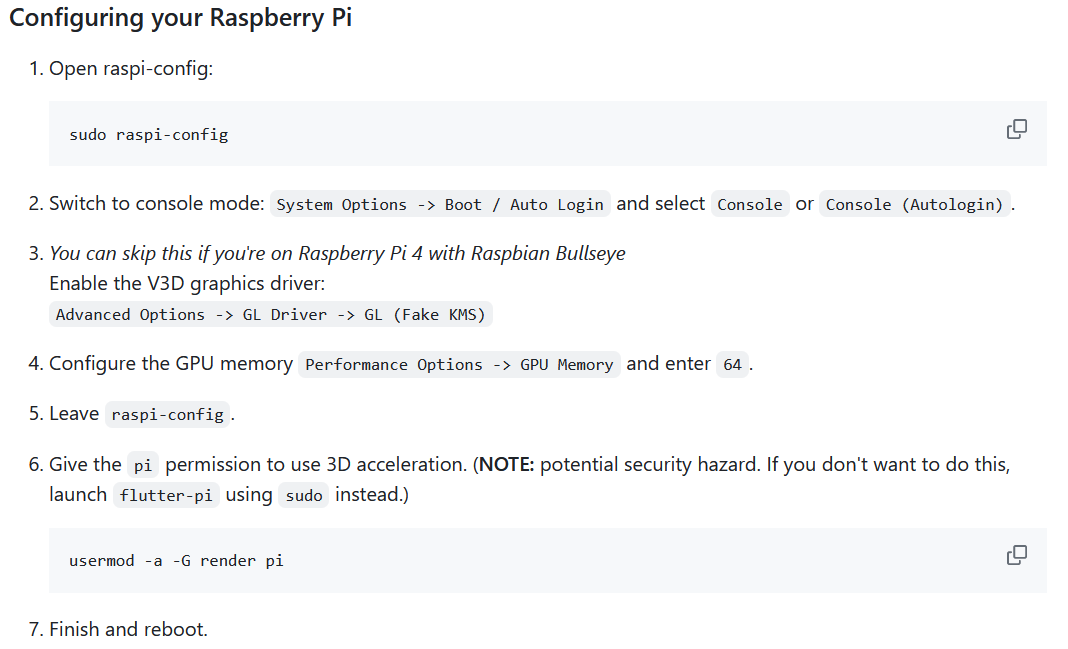 Configuring your Raspberry Pi
1. Open raspi-config:
sudo raspi-config
2. Switch to console mode: System Options -> Boot / Auto Login and select Console or Console (Autologin) .
3. You can skip this if you're on Raspberry Pi 4 with Raspbian Bullseye
Enable the V3D graphics driver:
Advanced Options -> GL Driver -> GL (Fake KMS)
4. Configure the GPU memory Performance Options -> GPU Memory and enter 64 .
5. Leave raspi-config .
6. Give the pi permission to use 3D acceleration. (NOTE: potential security hazard. If you don't want to do this,
launch flutter-pi using sudo instead.)
usermod -a -G render pi
7. Finish and reboot.